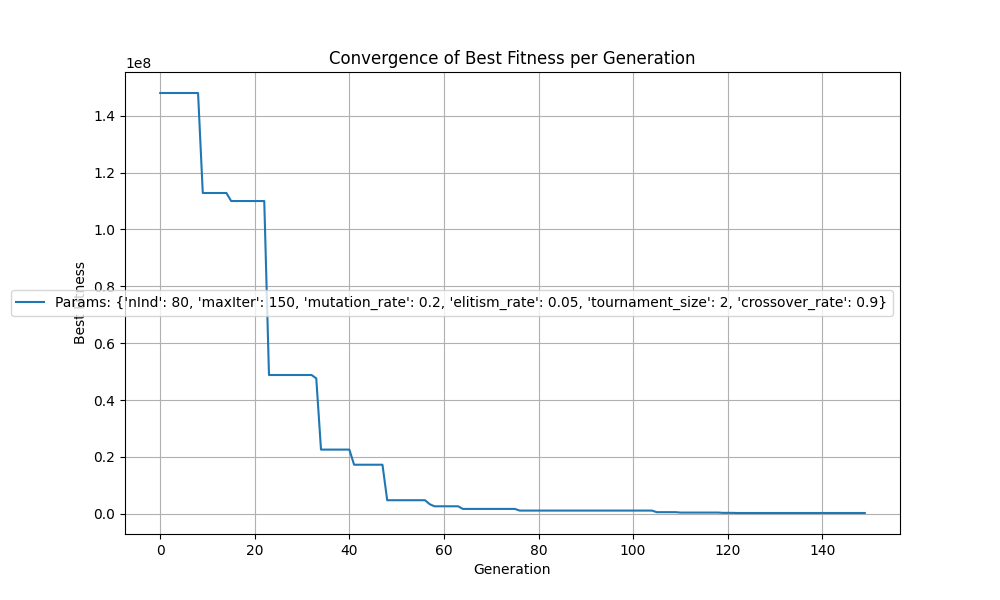 Convergence of Best Fitness per Generation
1e8
1.4
1.2
1.0
0.8
0.6
0.4
0.2
0.0
Best
Params: {'nInd': 80, 'maxIter': 150, 'mutation_rate': 0.2, 'elitism_rate': 0.05, 'tournament_size': 2, 'crossover_rate': 0.9}
0 20 40 60 80 100 120 140
Generation